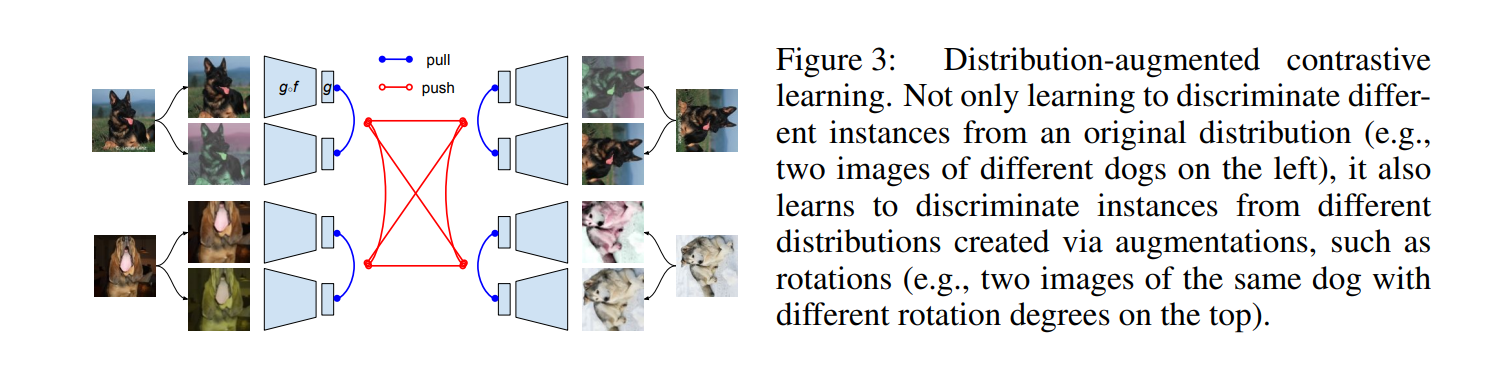 pull
push
g∘f
g
Figure 3: Distribution-augmented contrastive
learning. Not only learning to discriminate differ-
ent instances from an original distribution (e.g.,
two images of different dogs on the left), it also
learns to discriminate instances from different
distributions created via augmentations, such as
rotations (e.g., two images of the same dog with
different rotation degrees on the top).